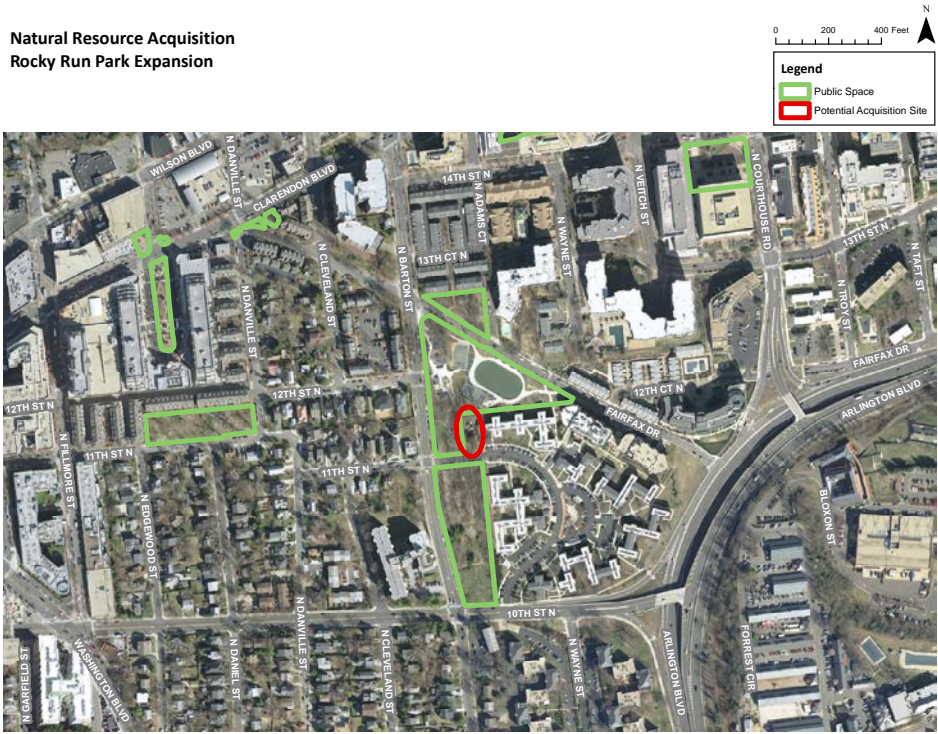 Natural Resource Acquisition
Rocky Run Park Expansion
N
0 200 400 Feet
Legend
Public Space
Potential Acquisition Site
WILSON BLVD
N DANVILLE ST
CLARENDON BLVD
14TH ST N
N ADAMS CT
N VEITCH ST
N COURTHOUSE RD
13TH ST N
N WAYNE ST
N TAFT ST
N BARTON ST
13TH CT N
N CLEVELAND ST
N DANVILLE ST
N TROY ST
FAIRFAX DR
12TH ST N
12TH ST N
12TH CT N
ARLINGTON BLVD
FAIRFAX DR
N FILLMORE ST
11TH ST N
11TH ST N
N EDGEWOOD ST
BLOXON ST
10TH ST N
N GARFIELD ST
WASHINGTON BLVD
N DANIEL ST
N DANVILLE ST
N CLEVELAND ST
N WAYNE ST
ARLINGTON BLVD
FORREST CIR